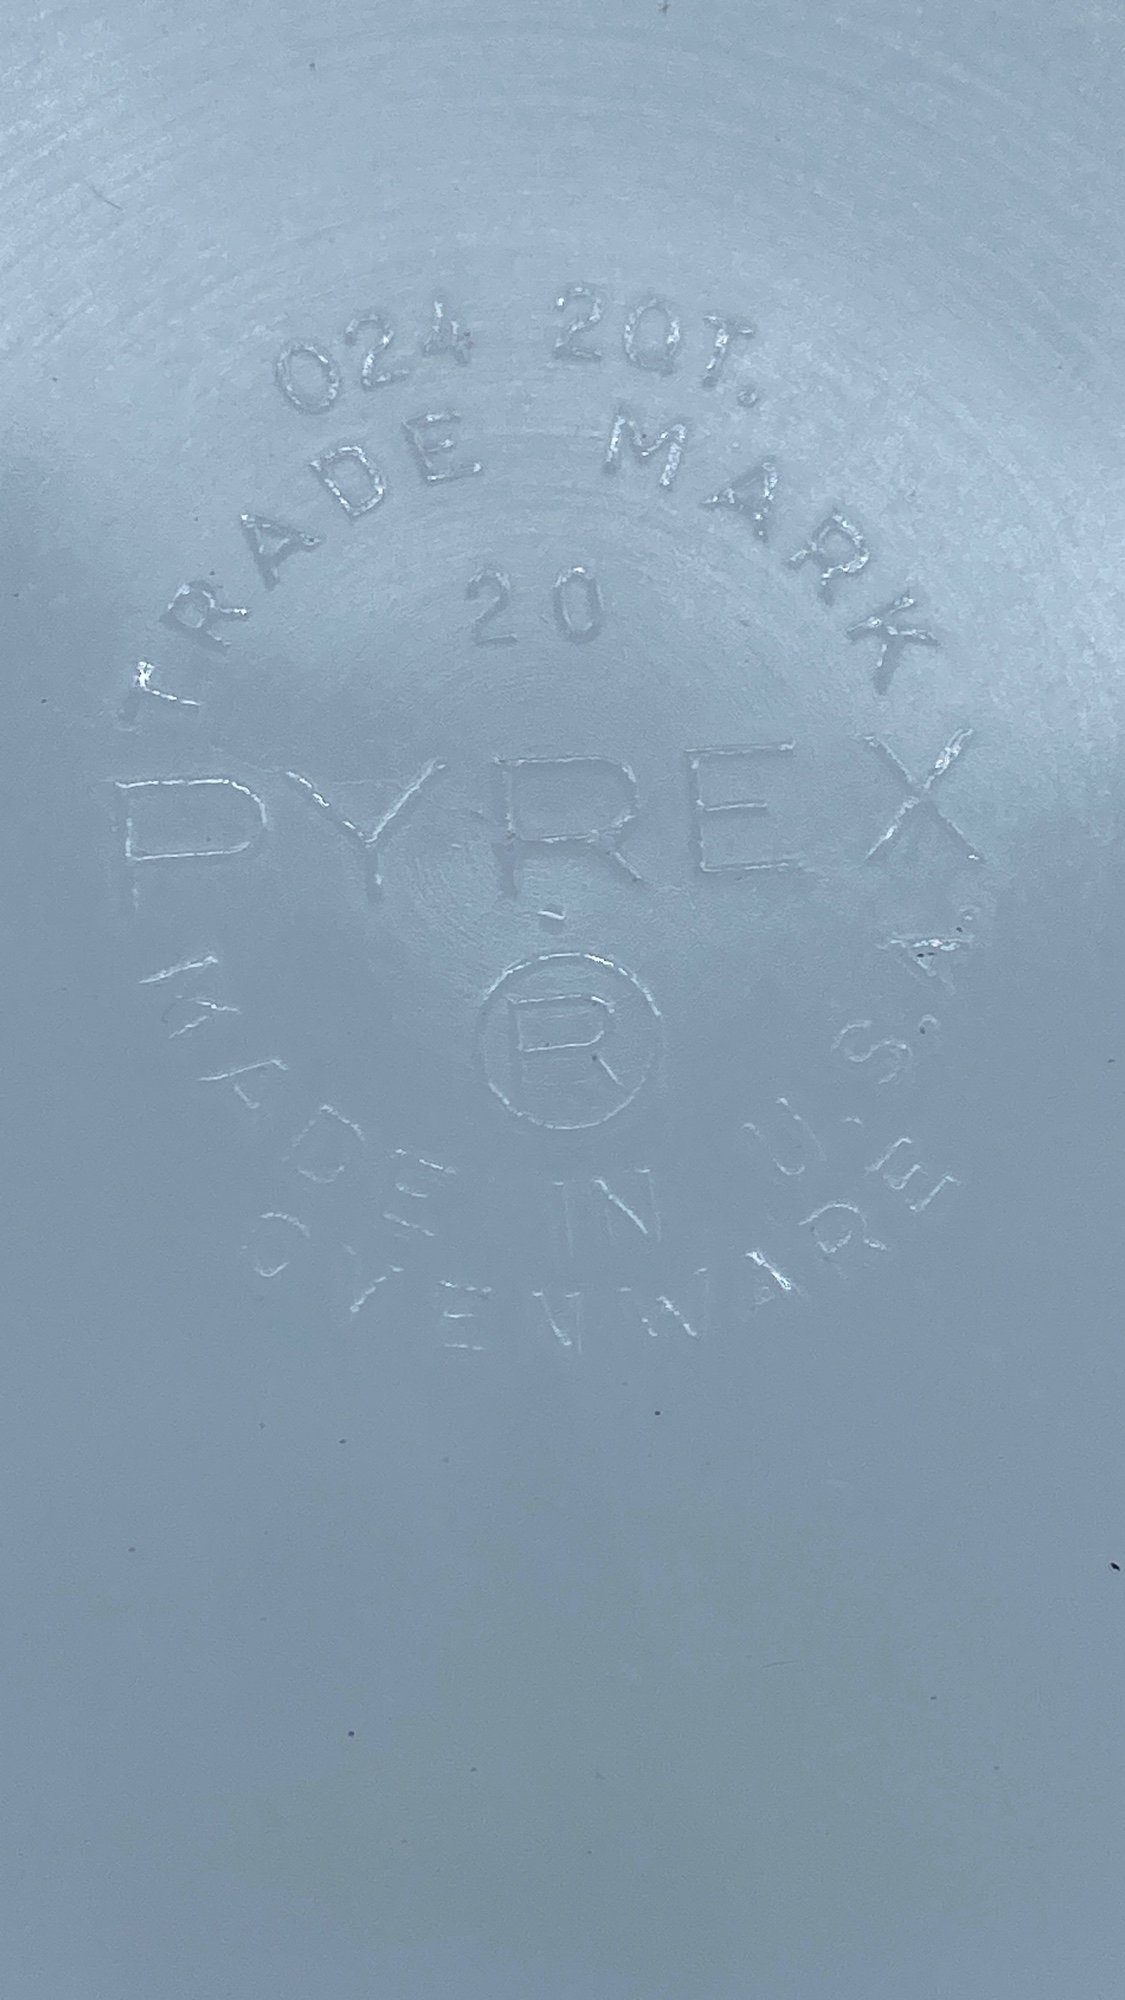 024 2QT.
TRADE MARK
20
PYREX
®
MADE IN U.S.A.
OVENWARE